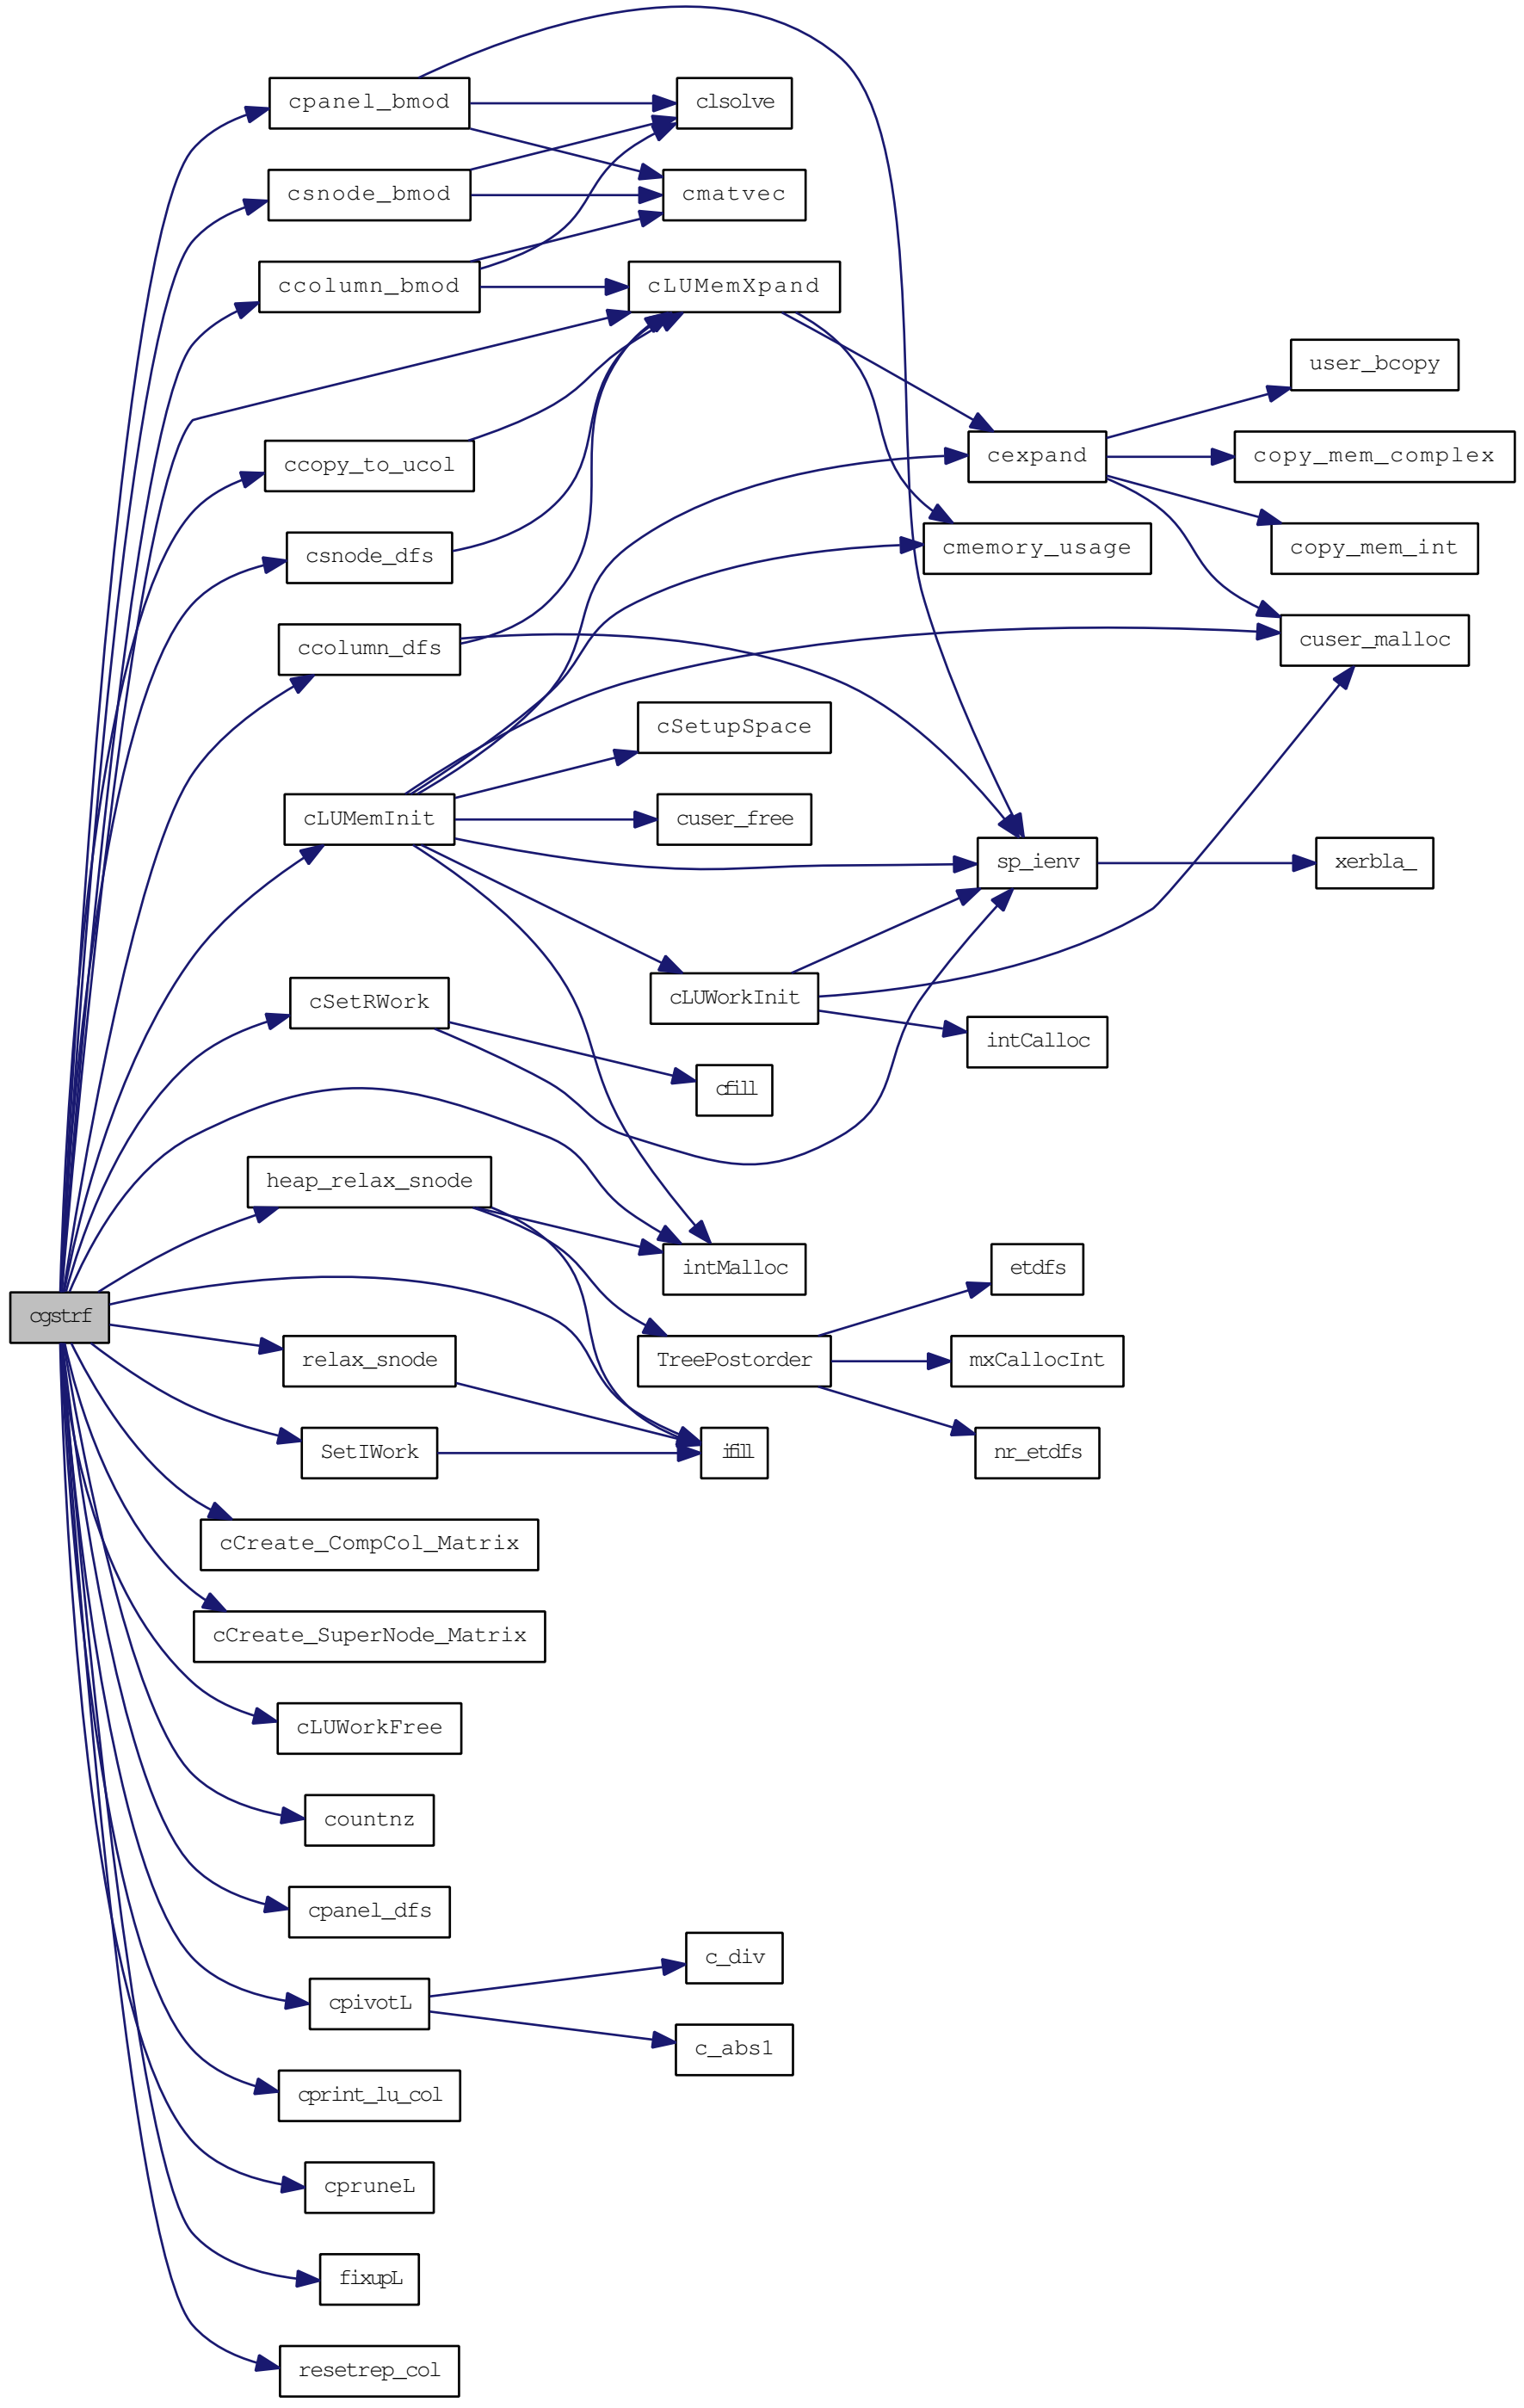 cpanel_bmod
clsolve
csnode_bmod
cmatvec
ccolumn_bmod
cLUMemXpand
user_bcopy
ccopy_to_ucol
cexpand
copy_mem_complex
csnode_dfs
cmemory_usage
copy_mem_int
ccolumn_dfs
cuser_malloc
cSetupSpace
cLUMemInit
cuser_free
sp_ienv
xerbla_
cSetRWork
cLUWorkInit
intCalloc
cfill
heap_relax_snode
intMalloc
etdfs
cgstrf
relax_snode
TreePostorder
mxCallocInt
SetIWork
ifill
nr_etdfs
cCreate_CompCol_Matrix
cCreate_SuperNode_Matrix
cLUWorkFree
countnz
cpanel_dfs
c_div
cpivotL
c_abs1
cprint_lu_col
cpruneL
fixupL
resetrep_col